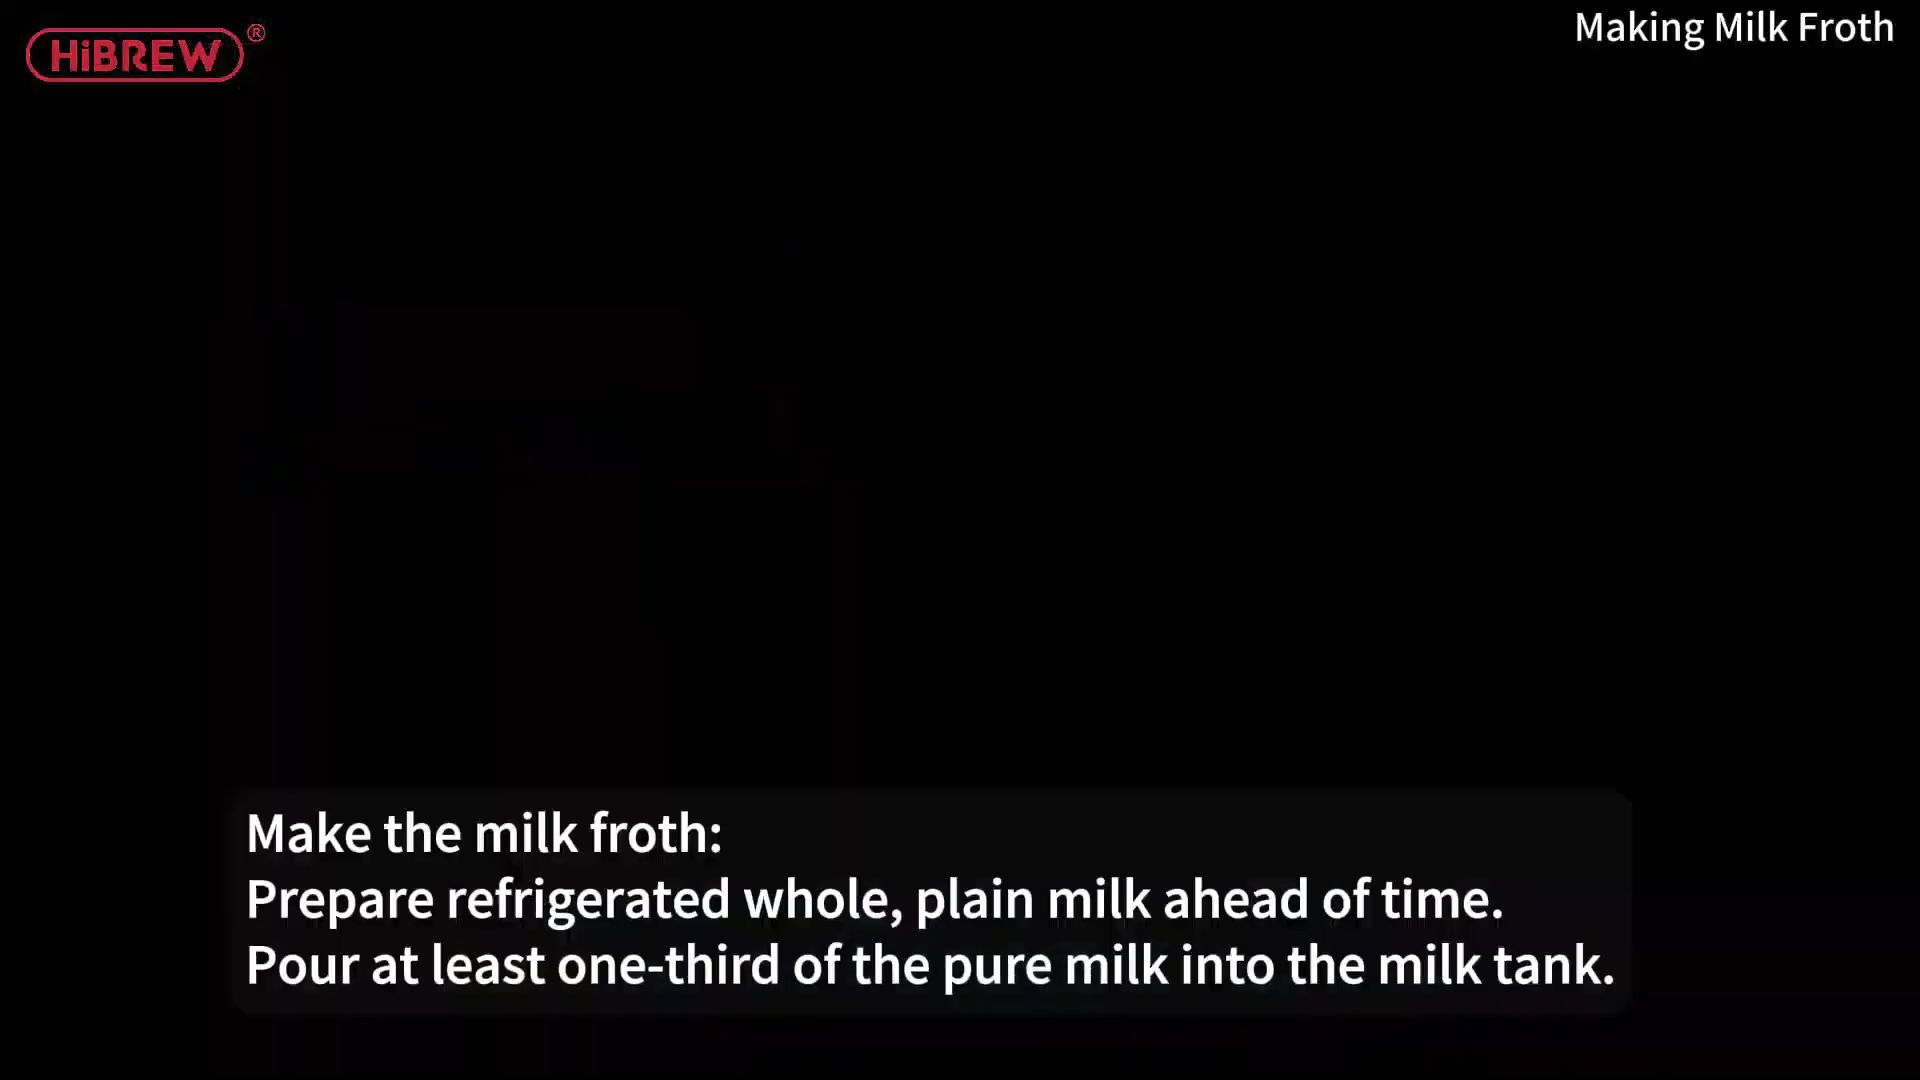 HiBREW®
Making Milk Froth
Make the milk froth:
Prepare refrigerated whole, plain milk ahead of time.
Pour at least one-third of the pure milk into the milk tank.